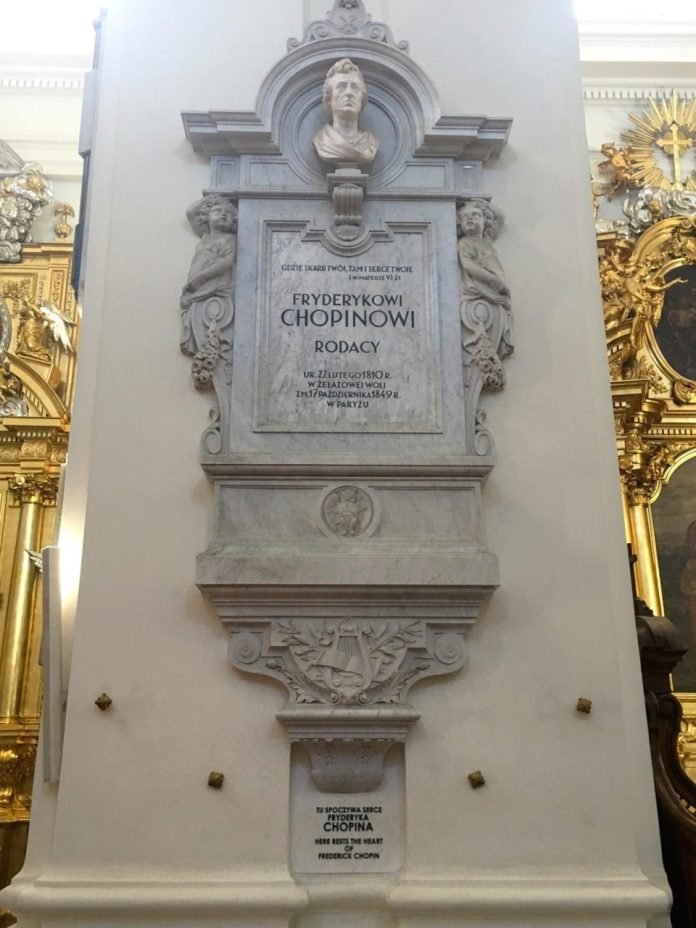 GDZIE SKARB TWÓJ, TAM I SERCE TWOJE
Ś.W. MATEUSZ VI·21
FRYDERYKOWI
CHOPINOWI
RODACY
UR. 22 LUTEGO 1810 R.
W ŻELAZOWEJ WOLI
ZM. 17 PAŹDZIERNIKA 1849 R.
W PARYŻU
TU SPOCZYWA SERCE
FRYDERYKA
CHOPINA
HERE RESTS THE HEART
OF
FREDERICK CHOPIN